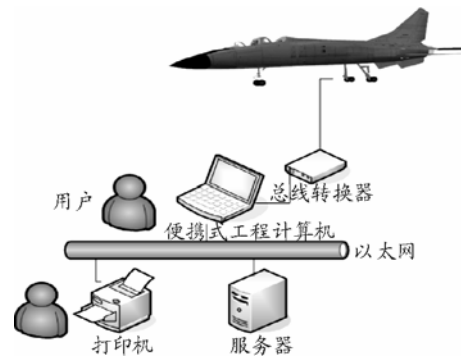 总线转换器
用户
便携式工程计算机
以太网
打印机
服务器